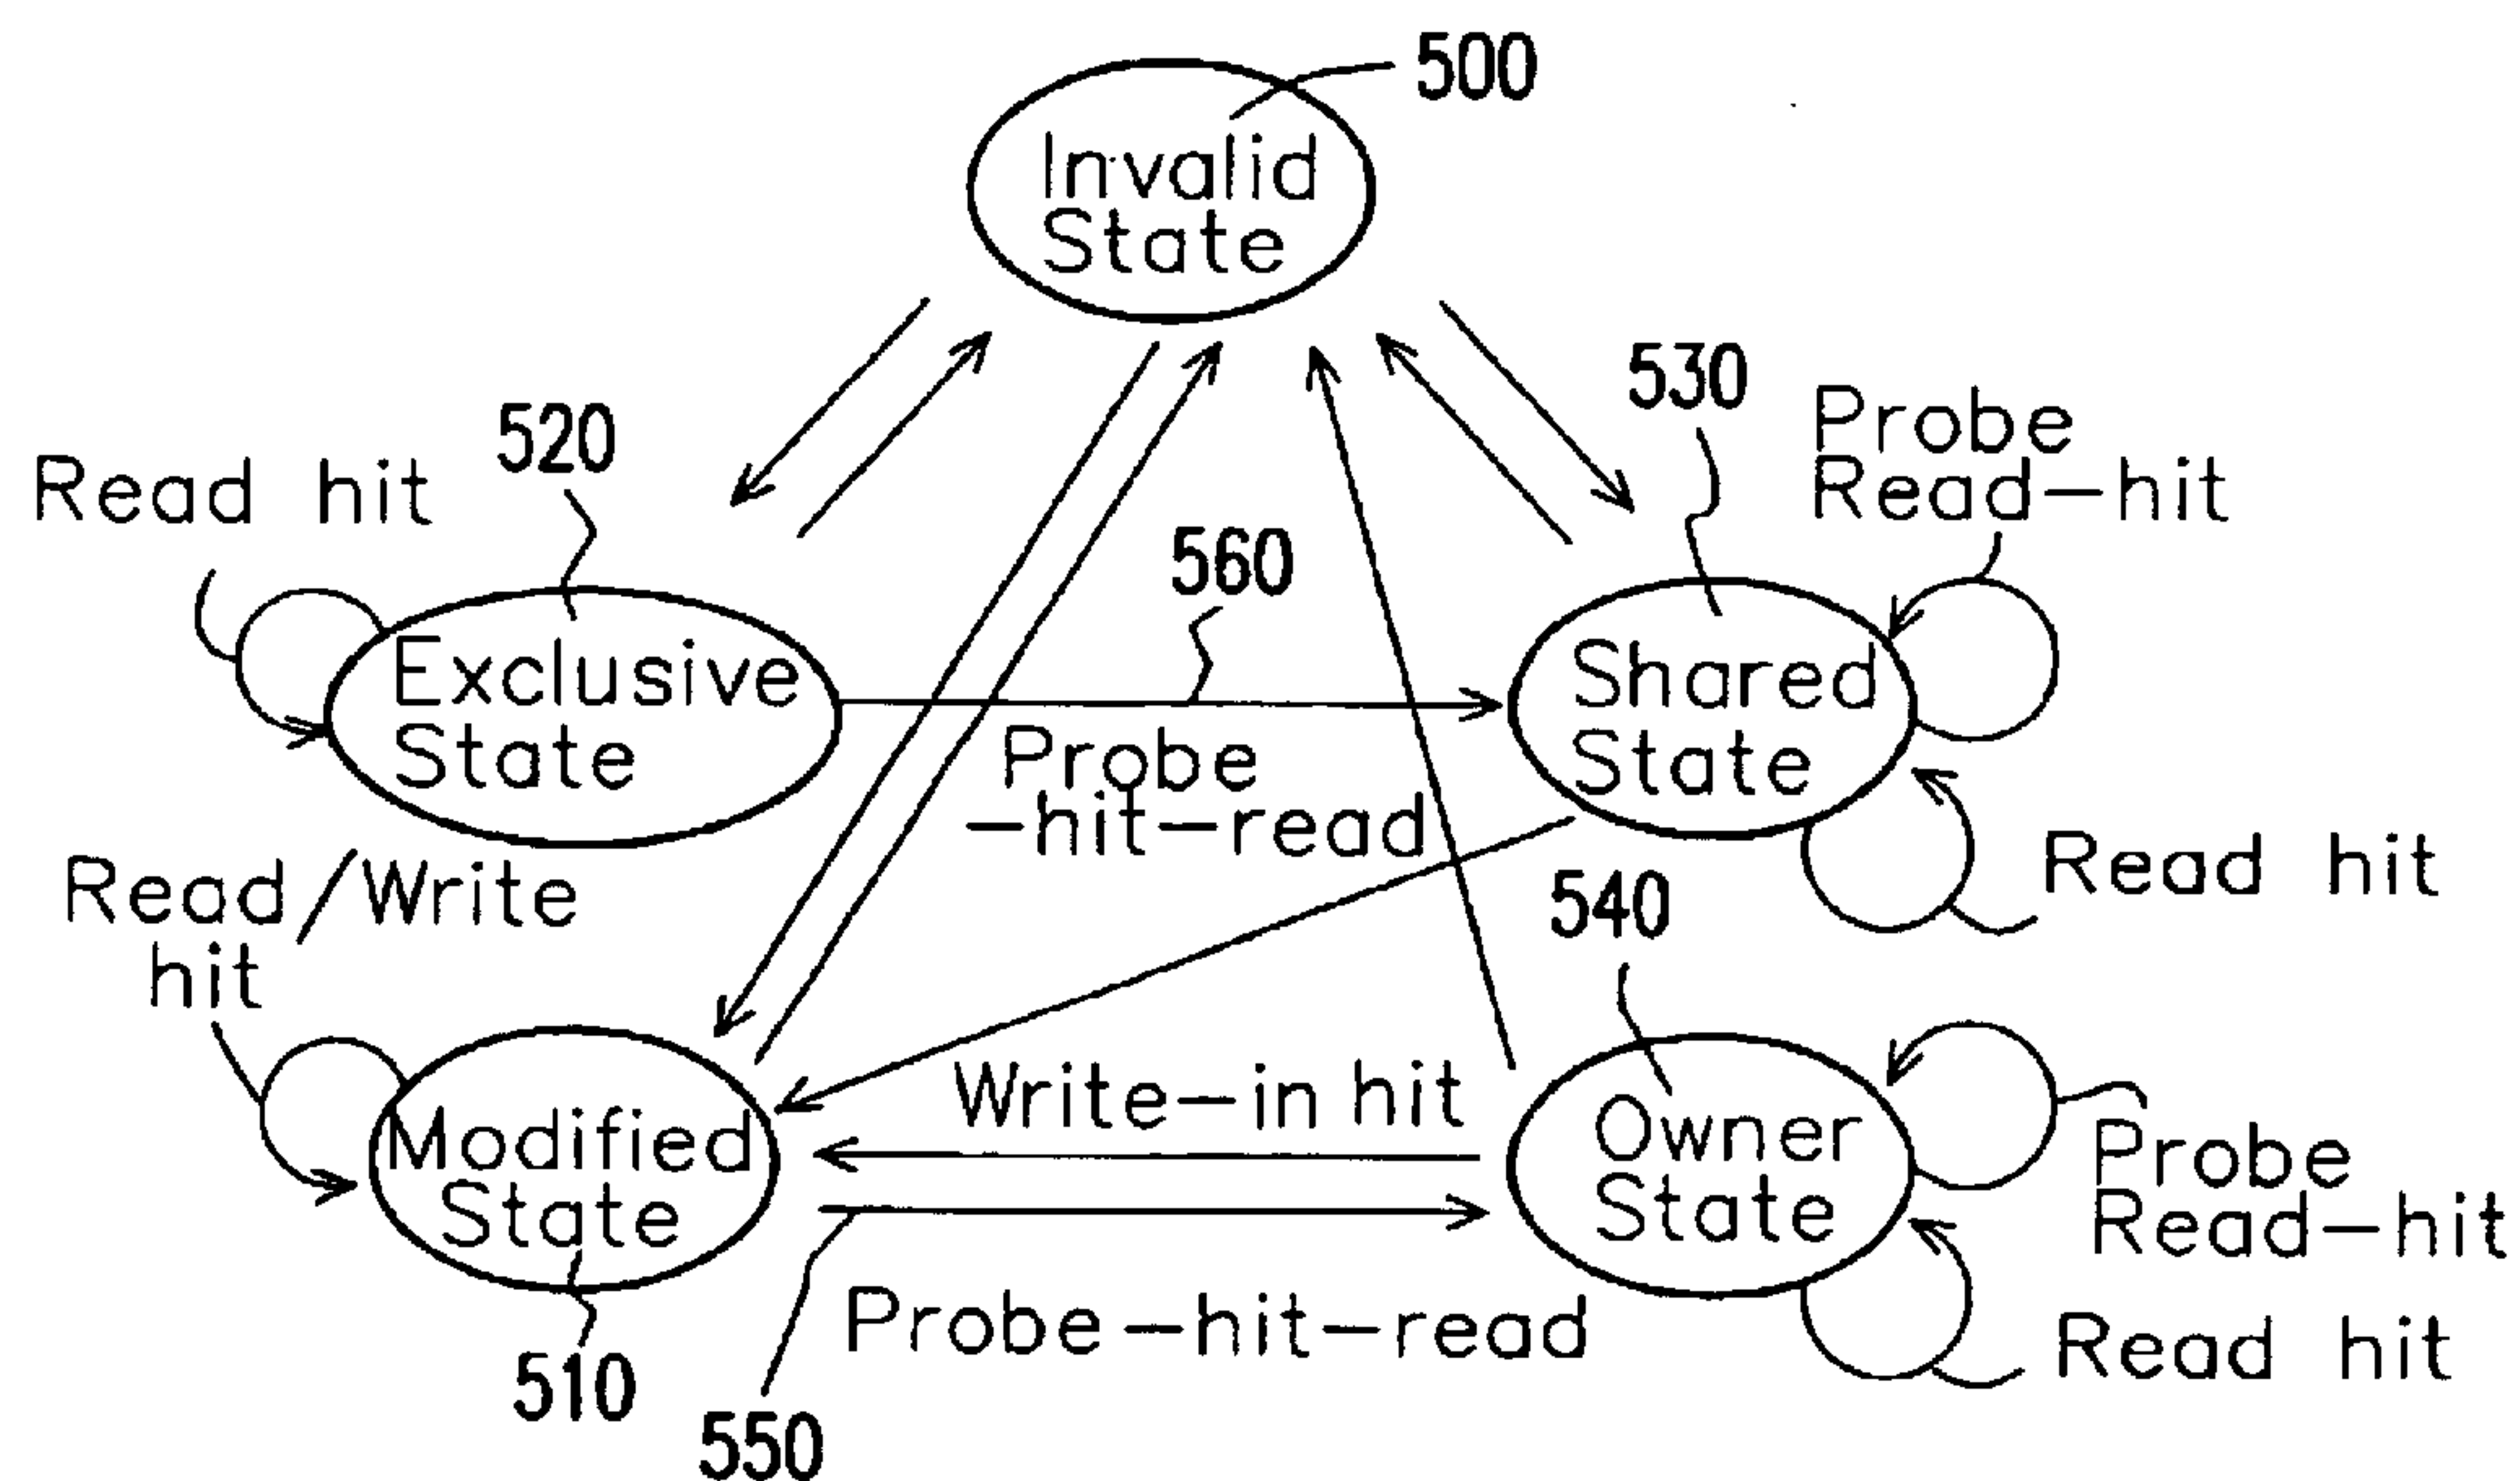 500
Invalid
State
530
Probe
Read-hit
520
Read hit
560
Exclusive
State
Shared
State
Probe
-hit-read
Read hit
540
Read/Write
hit
Write-in hit
Modified
State
Owner
State
Probe
Read-hit
Probe-hit-read
Read hit
510
550